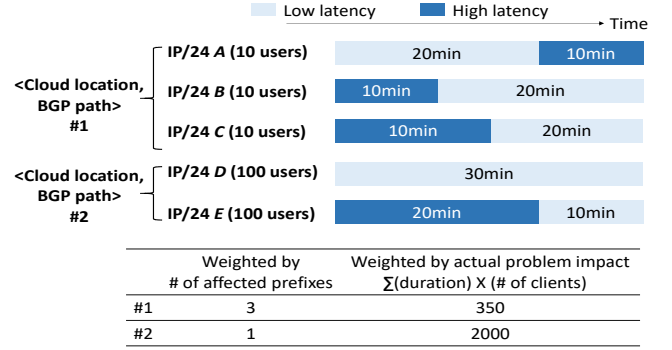 Low latency High latency
Time
IP/24 A (10 users) 20min 10min
<Cloud location, BGP path> #1
IP/24 B (10 users) 10min 20min
IP/24 C (10 users) 10min 20min
IP/24 D (100 users) 30min
<Cloud location, BGP path> #2
IP/24 E (100 users) 20min 10min
Weighted by # of affected prefixes
Weighted by actual problem impact ∑(duration) X (# of clients)
#1 3 350
#2 1 2000